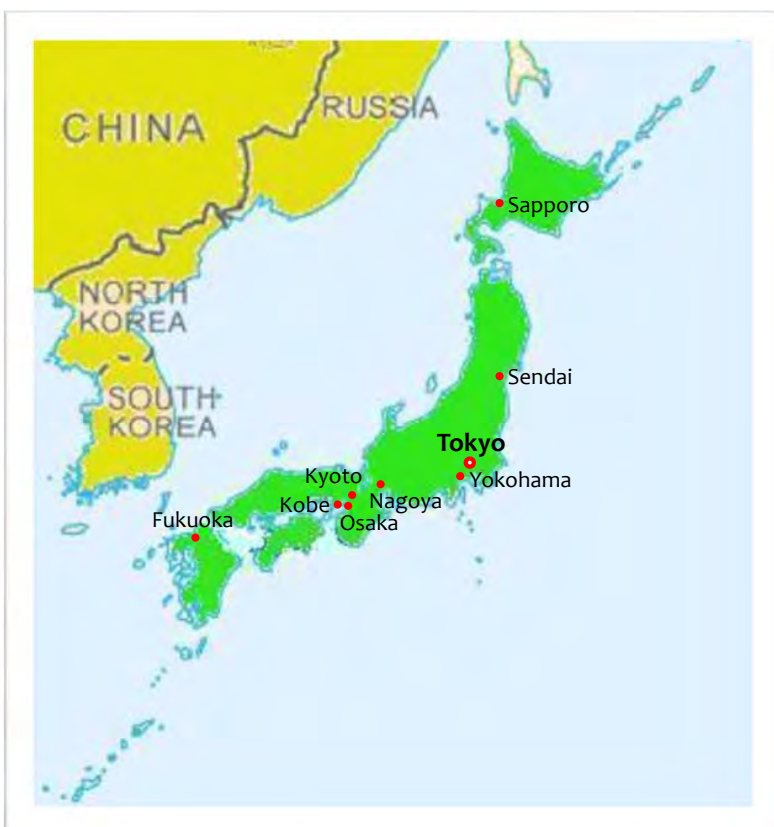 RUSSIA
CHINA
Sapporo
NORTH
KOREA
Sendai
SOUTH
KOREA
Tokyo
Kyoto
Yokohama
Kobe
Nagoya
Osaka
Fukuoka